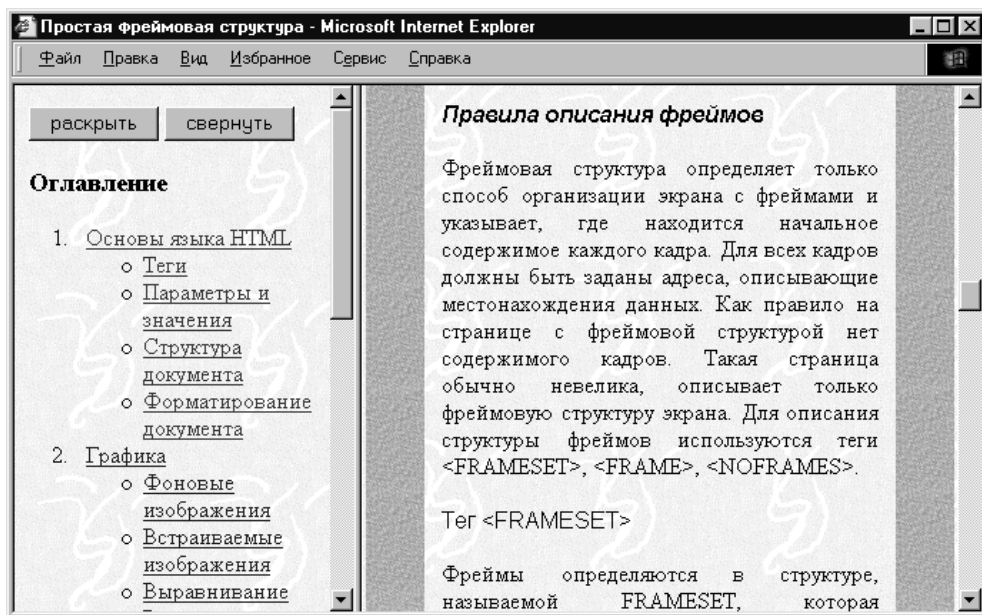 Простая фреймовая структура - Microsoft Internet Explorer
Файл Правка Вид Избранное Сервис Справка
раскрыть свернуть
Оглавление
1. Основы языка HTML
o Теги
o Параметры и
значения
o Структура
документа
o Форматирование
документа
2. Графика
o Фоновые
изображения
o Встраиваемые
изображения
o Выравнивание
Правила описания фреймов
Фреймовая структура определяет только
способ организации экрана с фреймами и
указывает, где находится начальное
содержимое каждого кадра. Для всех кадров
должны быть заданы адреса, описывающие
местонахождения данных. Как правило на
странице с фреймовой структурой нет
содержимого кадров. Такая страница
обычно невелика, описывает только
фреймовую структуру экрана. Для описания
структуры фреймов используются теги
<FRAMESET>, <FRAME>, <NOFRAMES>.
Тег <FRAMESET>
Фреймы определяются в структуре,
называемой FRAMESET, которая